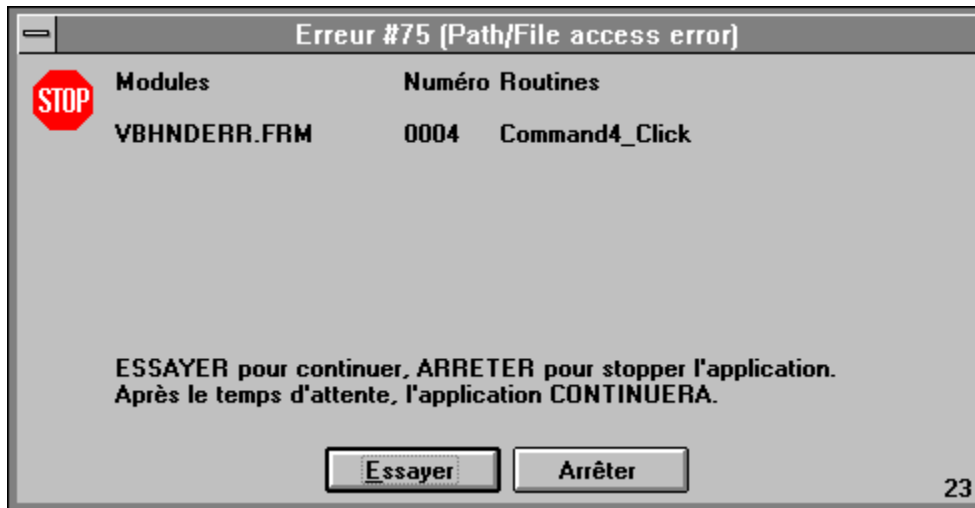 Erreur #75 (Path/File access error)
STOP
Modules Numéro Routines
VBHNDERR.FRM 0004 Command4_Click
ESSAYER pour continuer, ARRETER pour stopper l'application.
Après le temps d'attente, l'application CONTINUERA.
Essayer Arrêter
23